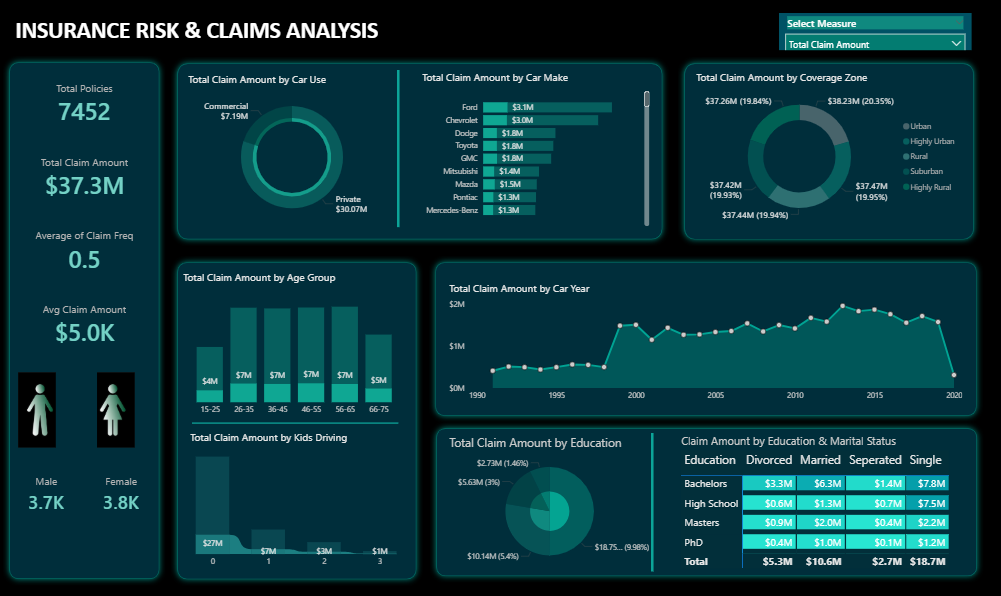 INSURANCE RISK & CLAIMS ANALYSIS
Select Measure
Total Claim Amount
Total Policies
7452
Total Claim Amount
$37.3M
Average of Claim Freq
0.5
Avg Claim Amount
$5.0K
Male
Female
3.7K
3.8K
Total Claim Amount by Car Use
Commercial
$7.19M
Private
$30.07M
Total Claim Amount by Car Make
Ford $3.1M
Chevrolet $3.0M
Dodge $1.8M
Toyota $1.8M
GMC $1.8M
Mitsubishi $1.4M
Mazda $1.5M
Pontiac $1.3M
Mercedes-Benz $1.3M
Total Claim Amount by Coverage Zone
$37.26M (19.84%)
$38.23M (20.35%)
$37.42M
(19.93%)
$37.47M
(19.95%)
$37.44M (19.94%)
Urban
Highly Urban
Rural
Suburban
Highly Rural
Total Claim Amount by Age Group
$4M $7M $7M $7M $7M $5M
15-25 26-35 36-45 46-55 56-65 66-75
Total Claim Amount by Kids Driving
$27M $7M $3M $1M
0 1 2 3
Total Claim Amount by Car Year
$2M
$1M
$0M
1990 1995 2000 2005 2010 2015 2020
Total Claim Amount by Education
$2.73M (1.46%)
$5.63M (3%)
$10.14M (5.4%)
$18.75... (9.98%)
Claim Amount by Education & Marital Status
Education Divorced Married Seperated Single
Bachelors $3.3M $6.3M $1.4M $7.8M
High School $0.6M $1.3M $0.7M $7.5M
Masters $0.9M $2.0M $0.4M $2.2M
PhD $0.4M $1.0M $0.1M $1.2M
Total $5.3M $10.6M $2.7M $18.7M